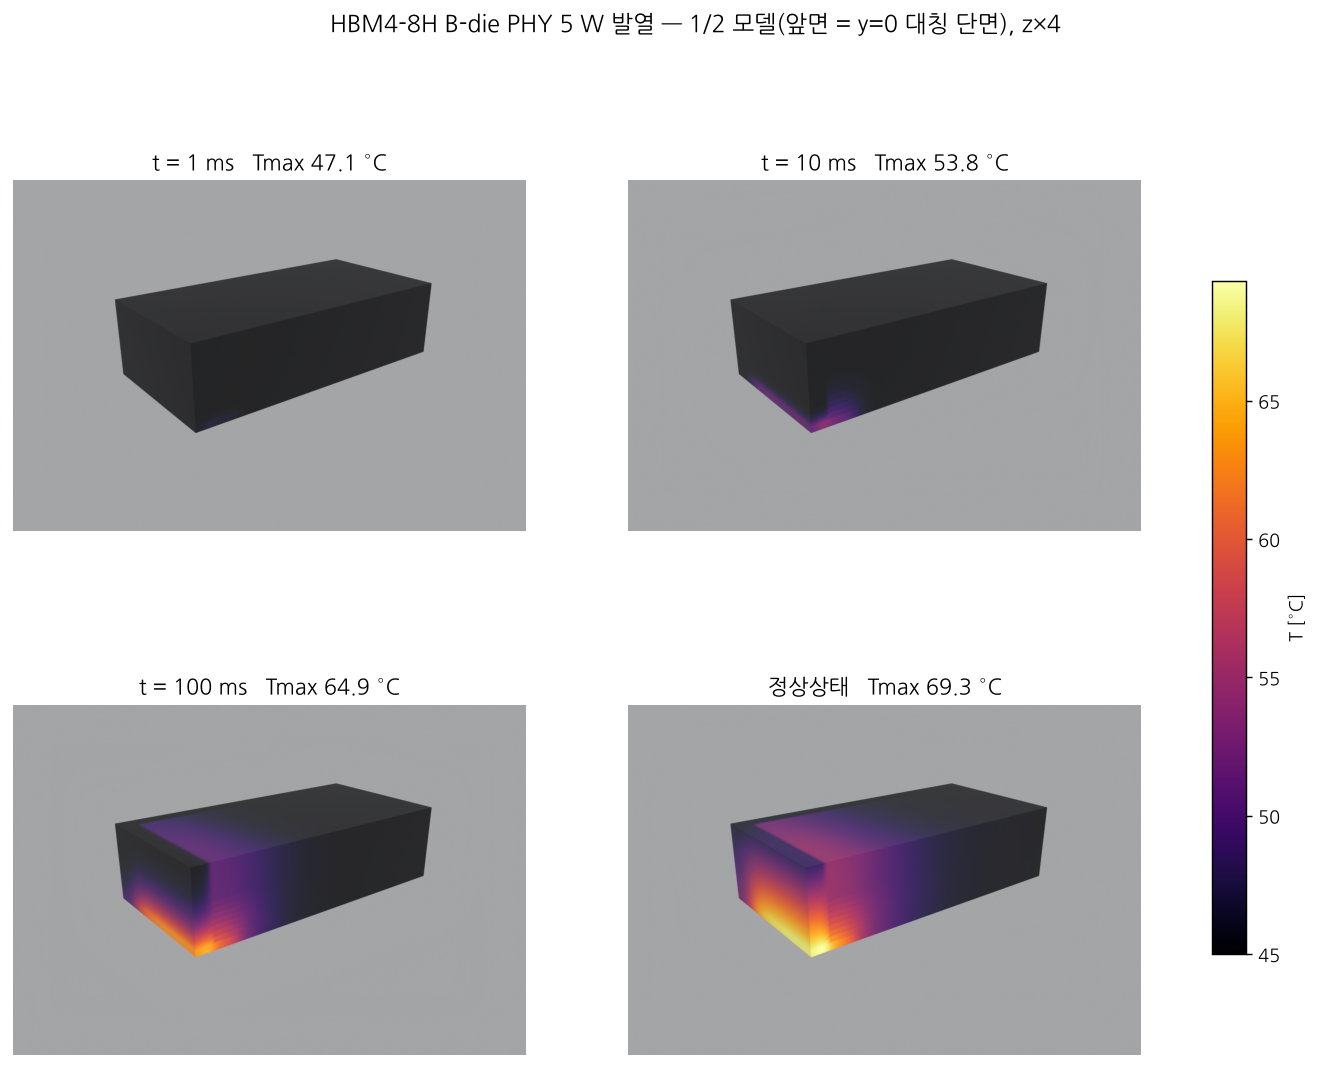 HBM4-8H B-die PHY 5 W 발열 — 1/2 모델(앞면 = y=0 대칭 단면), z×4
t = 1 ms   Tmax 47.1 °C
t = 10 ms   Tmax 53.8 °C
t = 100 ms   Tmax 64.9 °C
정상상태   Tmax 69.3 °C
65
60
55
50
45
T [°C]